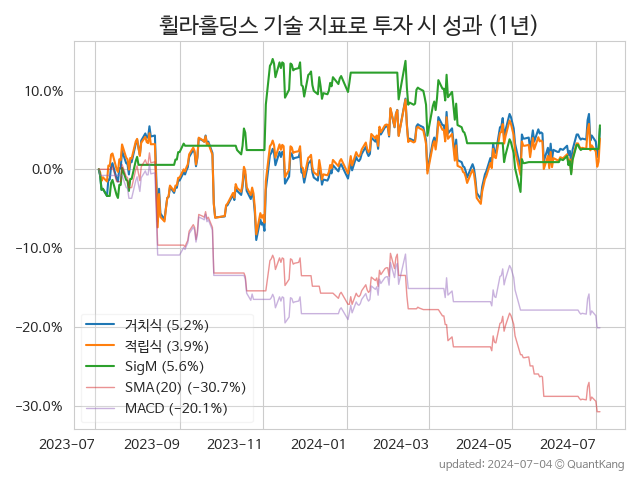 휠라홀딩스 기술 지표로 투자 시 성과 (1년)
10.0%
0.0%
−10.0%
−20.0%
−30.0%
거치식 (5.2%)
적립식 (3.9%)
SigM (5.6%)
SMA(20) (−30.7%)
MACD (−20.1%)
2023-07 2023-09 2023-11 2024-01 2024-03 2024-05 2024-07
updated: 2024-07-04 @ QuantKang